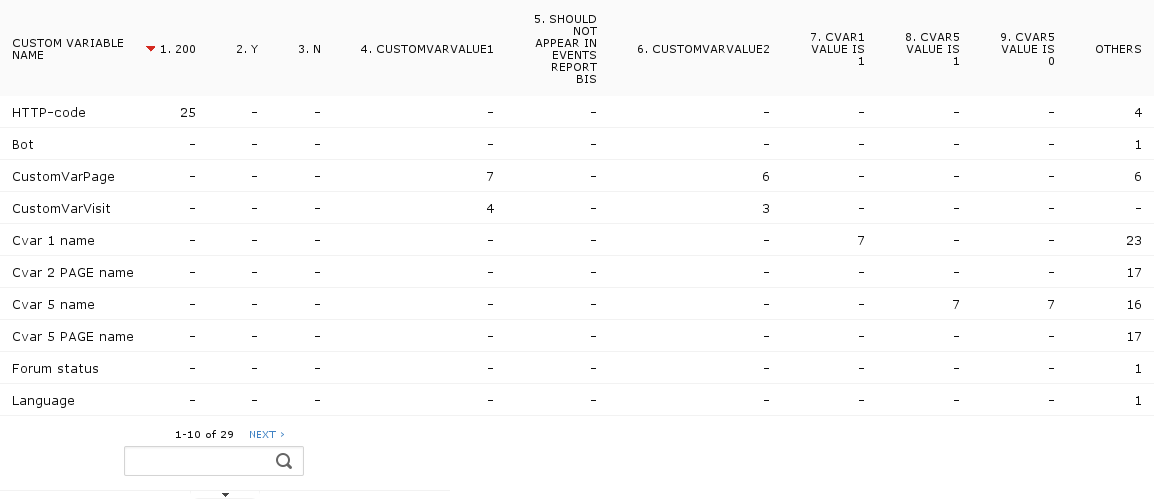 CUSTOM VARIABLE NAME 1. 200 2. Y 3. N 4. CUSTOMVARVALUE1 5. SHOULD NOT APPEAR IN EVENTS REPORT BIS 6. CUSTOMVARVALUE2 7. CVAR1 VALUE IS 1 8. CVAR5 VALUE IS 1 9. CVAR5 VALUE IS 0 OTHERS
HTTP-code 25 - - - - - - - - 4
Bot - - - - - - - - - 1
CustomVarPage - - - 7 - 6 - - - 6
CustomVarVisit - - - 4 - 3 - - - -
Cvar 1 name - - - - - - 7 - - 23
Cvar 2 PAGE name - - - - - - - - - 17
Cvar 5 name - - - - - - - 7 7 16
Cvar 5 PAGE name - - - - - - - - - 17
Forum status - - - - - - - - - 1
Language - - - - - - - - - 1
1-10 of 29 NEXT ›